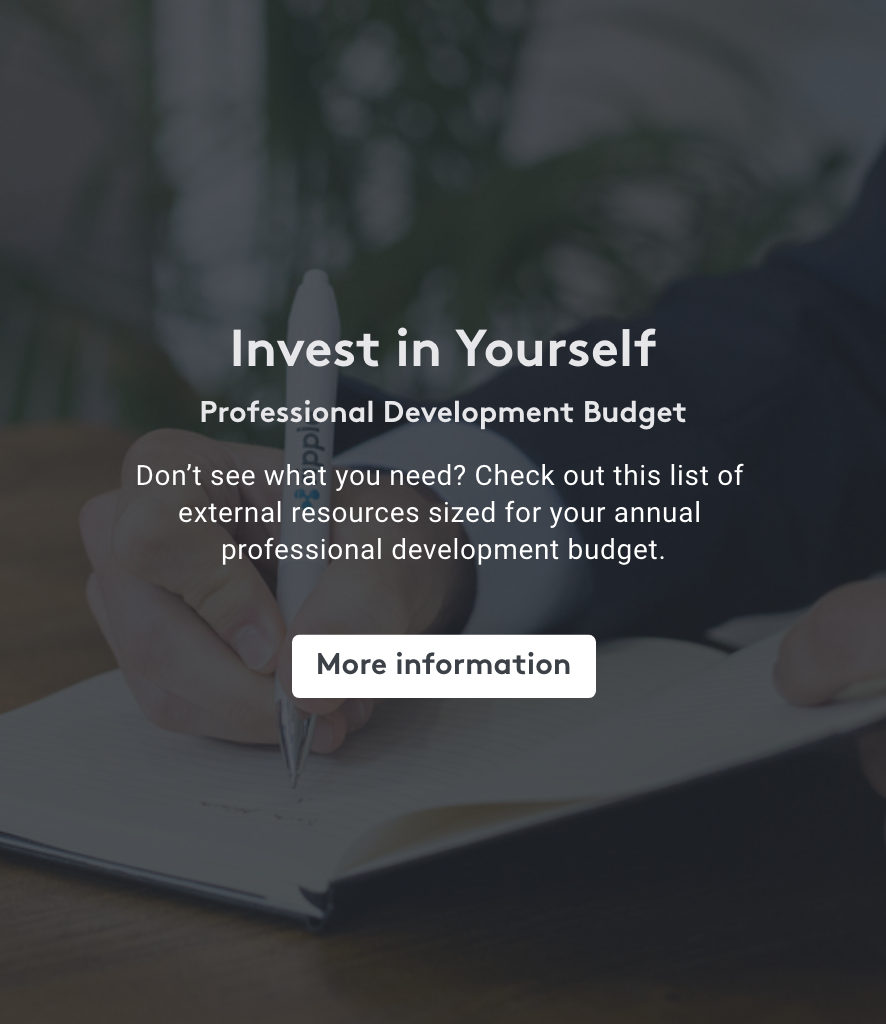 Invest in Yourself
Professional Development Budget
Don’t see what you need? Check out this list of
external resources sized for your annual
professional development budget.
More information